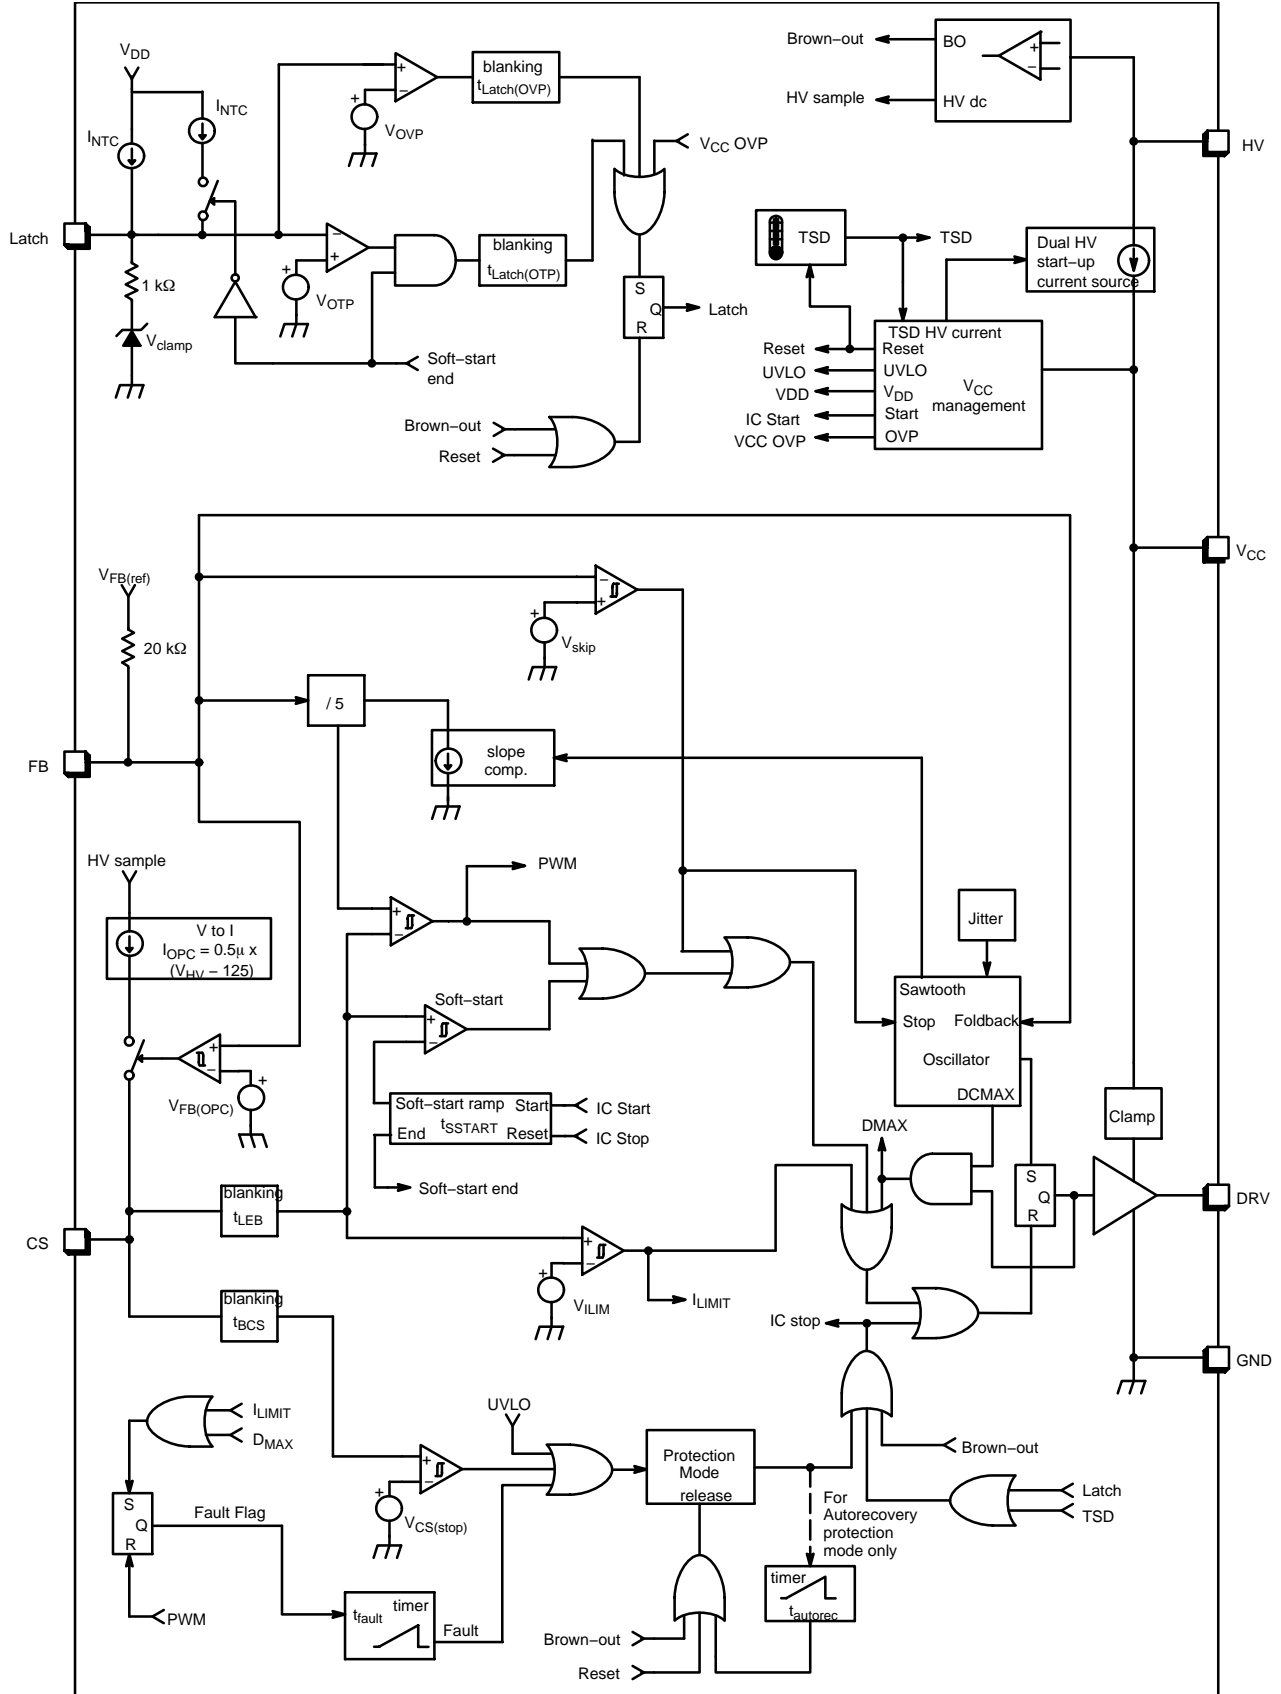 Brown−out
BO
+
−
HV sample
HV dc
HV
VDD
INTC
INTC
+
−
blanking
tLatch(OVP)
+
VOVP
VCC OVP
Latch
−
+
blanking
tLatch(OTP)
+
VOTP
1 kΩ
Vclamp
Soft−start
end
S
Q
R
Latch
Brown−out
Reset
TSD
TSD
Dual HV
start−up
current source
TSD HV current
Reset
Reset
UVLO
UVLO
VDD
VDD
VCC
management
IC Start
Start
VCC OVP
OVP
VCC
VFB(ref)
20 kΩ
−
+
+
Vskip
/ 5
slope
comp.
FB
HV sample
V to I
IOPC = 0.5μ x
(VHV − 125)
PWM
+
−
Soft−start
+
−
Jitter
Sawtooth
Stop
Foldback
Oscillator
DCMAX
+
−
+
VFB(OPC)
Soft−start ramp
Start
tSSTART
End
Reset
IC Start
IC Stop
Soft−start end
DMAX
Clamp
S
Q
R
DRV
blanking
tLEB
CS
+
−
+
VILIM
ILIMIT
blanking
tBCS
IC stop
GND
ILIMIT
DMAX
UVLO
+
−
+
VCS(stop)
Protection
Mode
release
Brown−out
Latch
TSD
For
Autorecovery
protection
mode only
S
Q
R
Fault Flag
PWM
tfault
timer
Fault
timer
tautorec
Brown−out
Reset